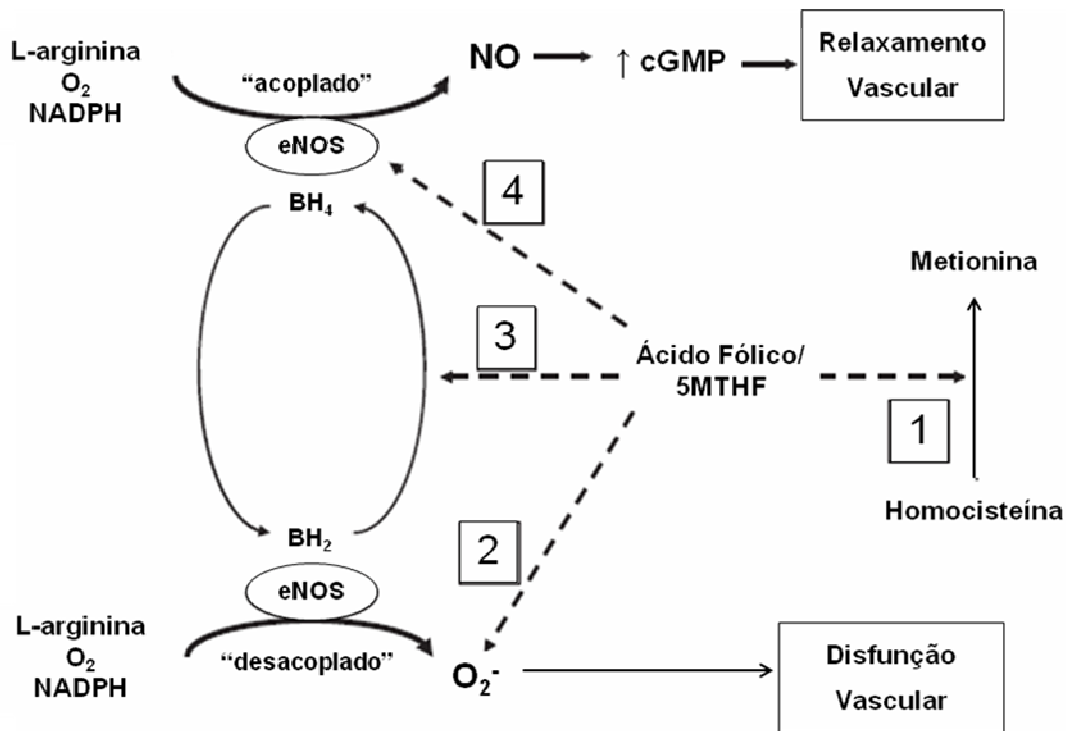 L-arginina
O₂
NADPH
“acoplado”
eNOS
BH₄
NO
↑ cGMP
Relaxamento
Vascular
4
3
Ácido Fólico/
5MTHF
Metionina
1
Homocisteína
2
BH₂
eNOS
L-arginina
O₂
NADPH
“desacoplado”
O₂⁻
Disfunção
Vascular